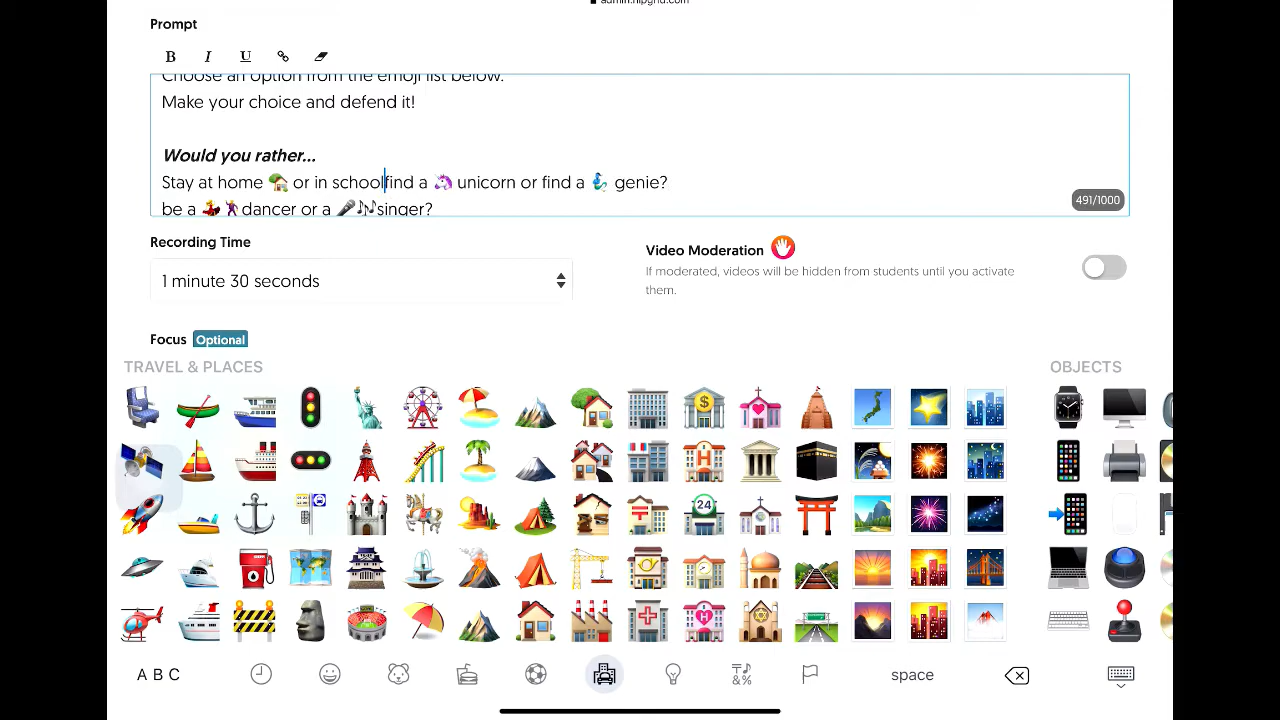 admin.flipgrid.com
Prompt
B I U
Choose an option from the emoji list below.
Make your choice and defend it!
Would you rather...
Stay at home 🏡 or in schoolfind a 🦄 unicorn or find a 🧞‍♂️ genie?
be a 💃🕺dancer or a 🎤🎶singer?
491/1000
Recording Time
Video Moderation
If moderated, videos will be hidden from students until you activate
them.
1 minute 30 seconds
Focus Optional
TRAVEL & PLACES
OBJECTS
A B C
space